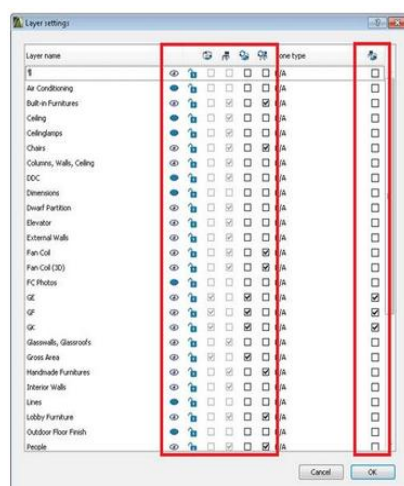 Layer settings
Layer name one type
¶ N/A
Air Conditioning N/A
Built-in Furnitures N/A
Ceiling N/A
Ceilinglamps N/A
Chairs N/A
Columns, Walls, Ceiling N/A
DDC N/A
Dimensions N/A
Dwarf Partition N/A
Elevator N/A
External Walls N/A
Fan Coil N/A
Fan Coil (3D) N/A
FC Photos N/A
GE N/A
GF N/A
GK N/A
Glasswalls, Glassroofs N/A
Gross Area N/A
Handmade Furnitures N/A
Interior Walls N/A
Lines N/A
Lobby Furniture N/A
Outdoor Floor Finish N/A
People N/A
Cancel OK